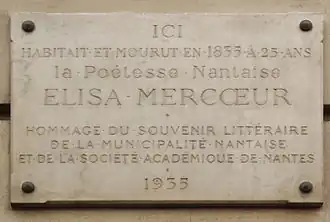 ICI
HABITAIT·ET·MOURUT·EN·1835·A·25·ANS
la·Poétesse·Nantaise
ELISA·MERCŒUR
HOMMAGE·DU·SOUVENIR·LITTÉRAIRE
DE·LA·MUNICIPALITÉ·NANTAISE
ET·DE·LA·SOCIÉTÉ·ACADÉMIQUE·DE·NANTES
1935